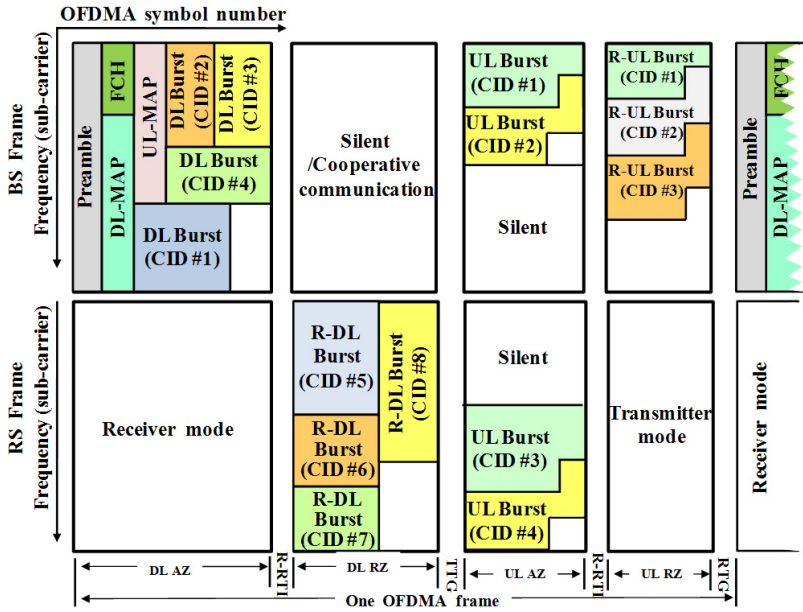 OFDMA symbol number
BS Frame
Frequency (sub-carrier)
Preamble
FCH
DL-MAP
UL-MAP
DL Burst
(CID #2)
DL Burst
(CID #3)
DL Burst
(CID #4)
DL Burst
(CID #1)
Silent
/Cooperative
communication
UL Burst
(CID #1)
UL Burst
(CID #2)
Silent
R-UL Burst
(CID #1)
R-UL Burst
(CID #2)
R-UL Burst
(CID #3)
Preamble
FCH
DL-MAP
RS Frame
Frequency (sub-carrier)
Receiver mode
R-DL
Burst
(CID #5)
R-DL
Burst
(CID #6)
R-DL
Burst
(CID #7)
R-DL Burst
(CID #8)
Silent
UL Burst
(CID #3)
UL Burst
(CID #4)
Transmitter
mode
Receiver mode
DL AZ
R-RTI
DL RZ
TTG
UL AZ
R-RTI
UL RZ
RTG
One OFDMA frame